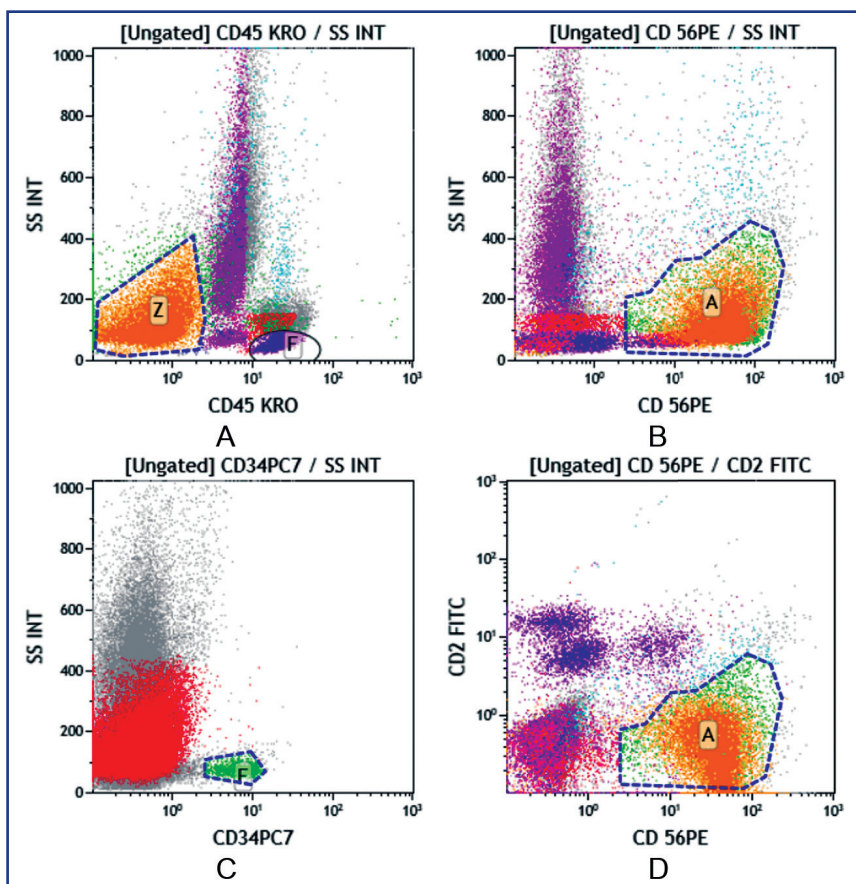 [Ungated] CD45 KRO / SS INT
1000
800
600
400
200
0
SS INT
Z
F
10⁰
10¹
10²
10³
CD45 KRO
A
[Ungated] CD 56PE / SS INT
1000
800
600
400
200
0
SS INT
A
10⁰
10¹
10²
10³
CD 56PE
B
[Ungated] CD34PC7 / SS INT
1000
800
600
400
200
0
SS INT
10⁰
10¹
10²
10³
CD34PC7
C
[Ungated] CD 56PE / CD2 FITC
10³
10²
10¹
10⁰
CD2 FITC
A
10⁰
10¹
10²
10³
CD 56PE
D